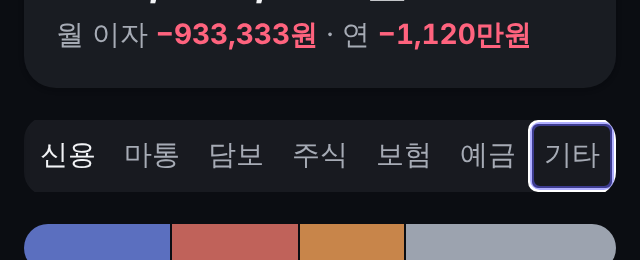 월 이자 −933,333원 · 연 −1,120만원
신용 마통 담보 주식 보험 예금 기타